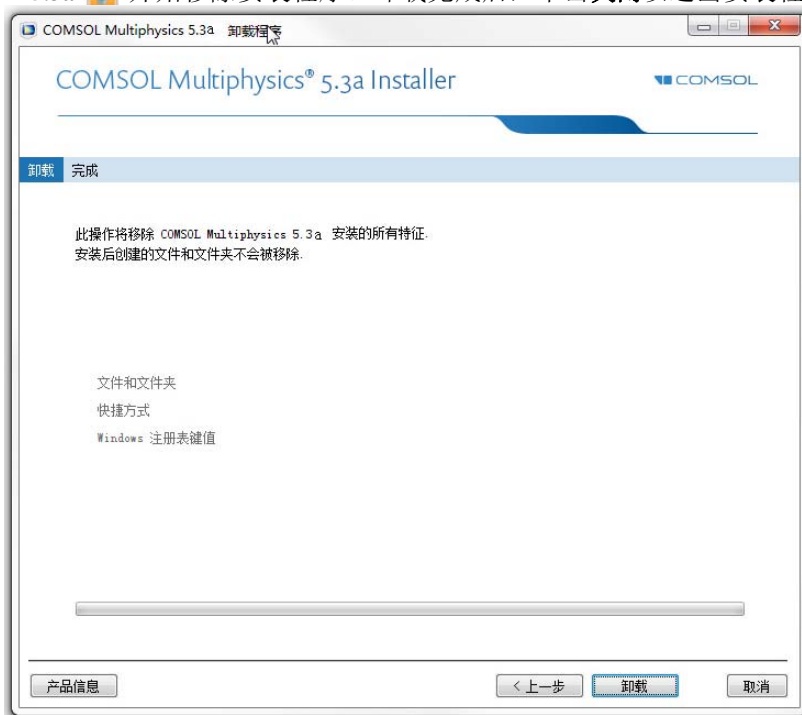 COMSOL Multiphysics 5.3a 卸载程序
COMSOL Multiphysics® 5.3a Installer
COMSOL
卸载 完成
此操作将移除 COMSOL Multiphysics 5.3a 安装的所有特征.
安装后创建的文件和文件夹不会被移除.
文件和文件夹
快捷方式
Windows 注册表键值
产品信息 <上一步 卸载 取消